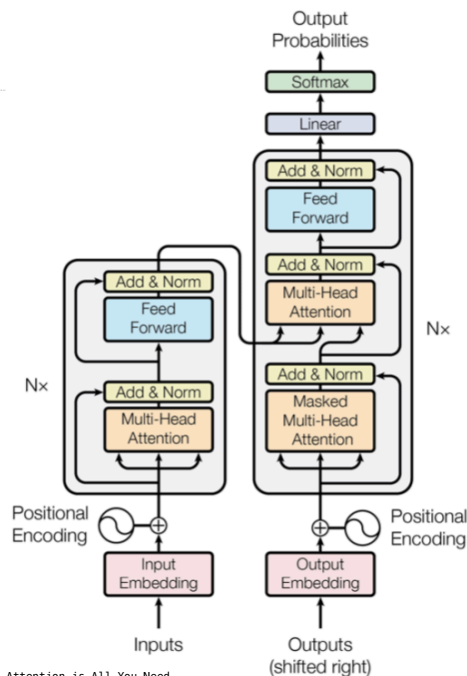 Output
Probabilities
Softmax
Linear
Add & Norm
Feed
Forward
Add & Norm
Multi-Head
Attention
Nx
Add & Norm
Masked
Multi-Head
Attention
Add & Norm
Feed
Forward
Nx
Add & Norm
Multi-Head
Attention
Positional
Encoding
Positional
Encoding
Input
Embedding
Output
Embedding
Inputs
Outputs
(shifted right)
Attention is All You Need